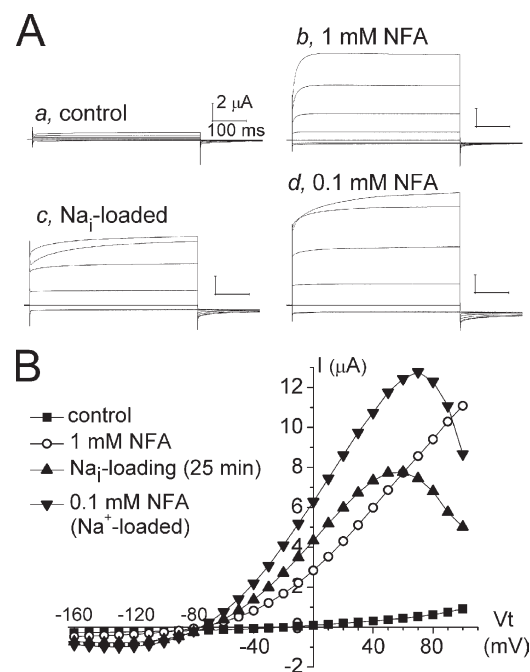 A
a, control
2 μA
100 ms
b, 1 mM NFA
c, Nai-loaded
d, 0.1 mM NFA
B
I (μA)
control
1 mM NFA
Nai-loading (25 min)
0.1 mM NFA
(Na+-loaded)
12
10
8
6
4
2
0
-2
-160 -120 -80 -40 40 80
Vt
(mV)